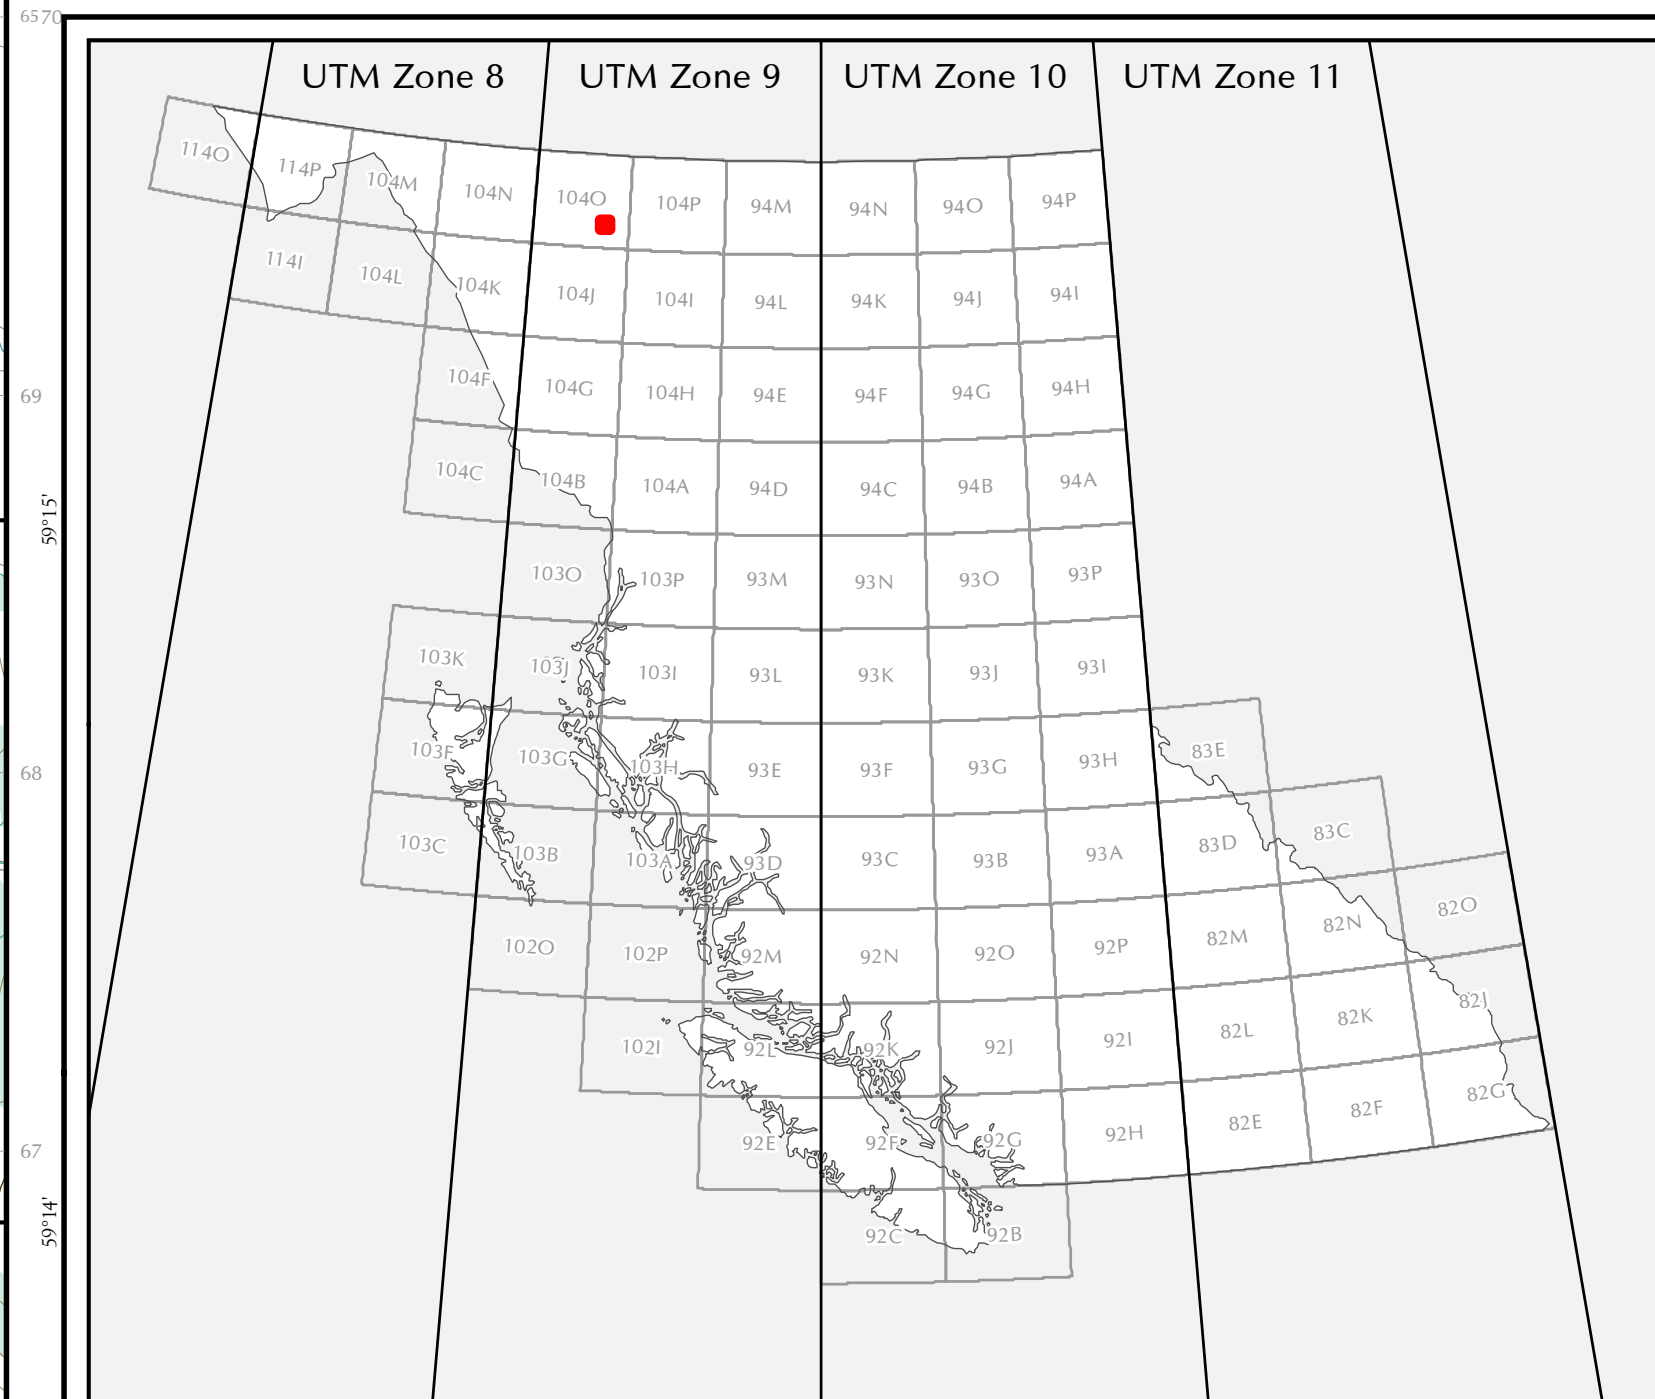 6570
UTM Zone 8 UTM Zone 9 UTM Zone 10 UTM Zone 11
114O 114P 104M 104N 104O 104P 94M 94N 94O 94P
114I 104L 104K 104J 104I 94L 94K 94J 94I
69
104F 104G 104H 94E 94F 94G 94H
104C 104B 104A 94D 94C 94B 94A
59°15'
103O 103P 93M 93N 93O 93P
103K 103J 103I 93L 93K 93J 93I
68
103F 103G 103H 93E 93F 93G 93H 83E
103C 103B 103A 93D 93C 93B 93A 83D 83C
102O 102P 92M 92N 92O 92P 82M 82N 82O
102I 92L 92K 92J 92I 82L 82K 82J
67
92E 92F 92G 92H 82E 82F 82G
59°14'
92C 92B